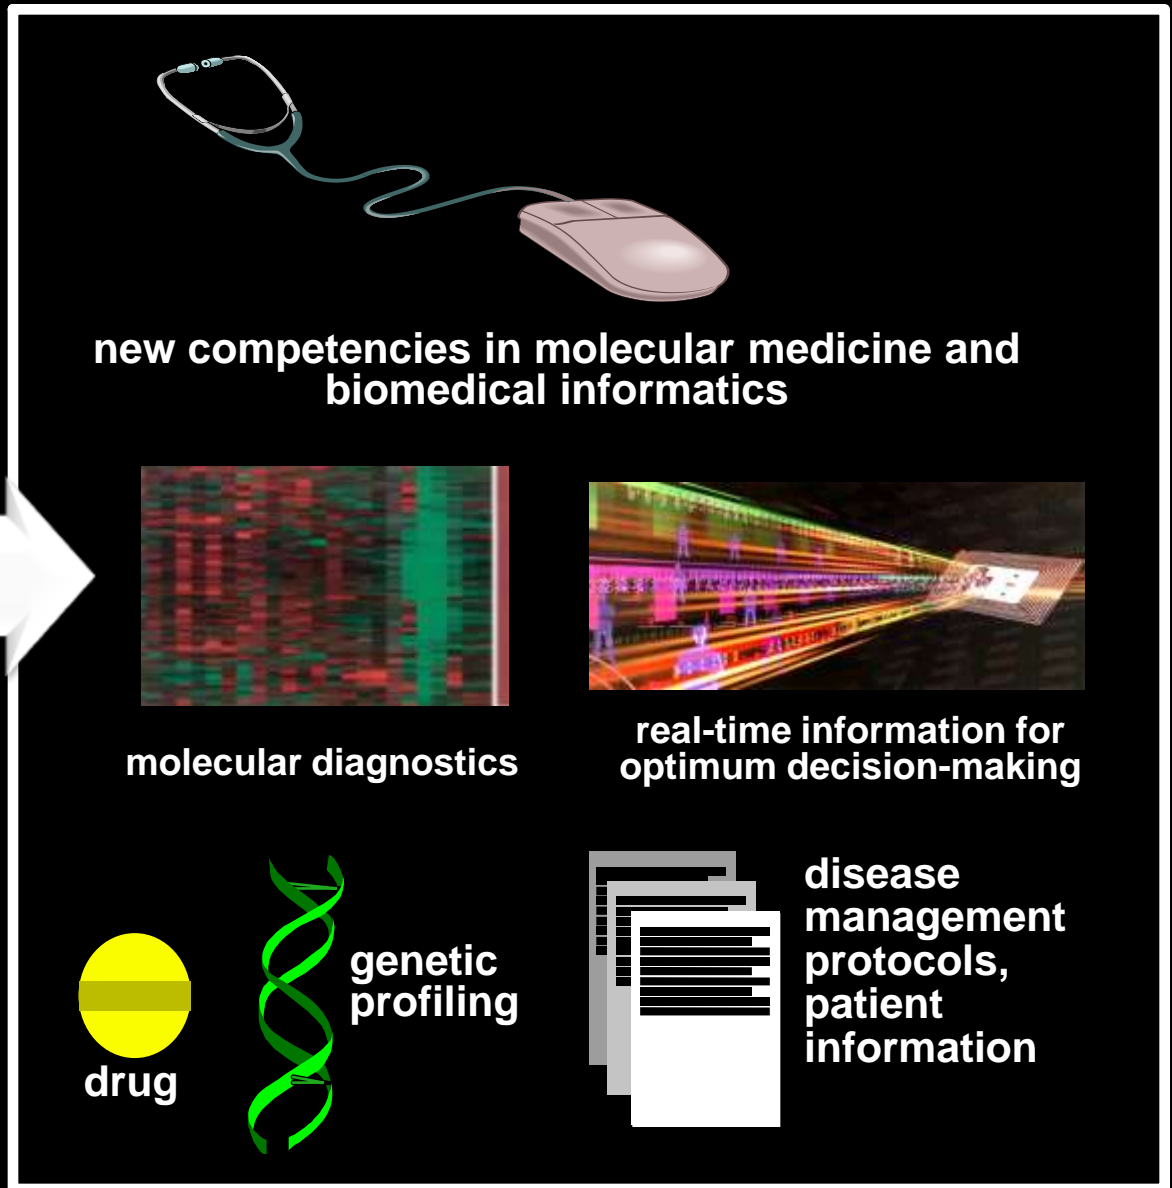 new competencies in molecular medicine and
biomedical informatics
molecular diagnostics
real-time information for
optimum decision-making
drug
genetic
profiling
disease
management
protocols,
patient
information